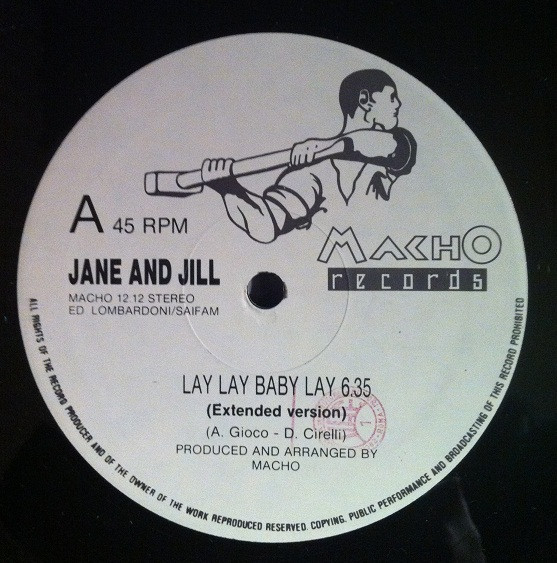 A 45 RPM
MACHO
records
JANE AND JILL
MACHO 12.12 STEREO
ED LOMBARDONI/SAIFAM
LAY LAY BABY LAY 6.35
(Extended version)
(A. Gioco - D. Cirelli)
PRODUCED AND ARRANGED BY
MACHO
ALL RIGHTS OF THE RECORD PRODUCER AND OF THE OWNER OF THE WORK REPRODUCED RESERVED. COPYING, PUBLIC PERFORMANCE AND BROADCASTING OF THIS RECORD PROHIBITED